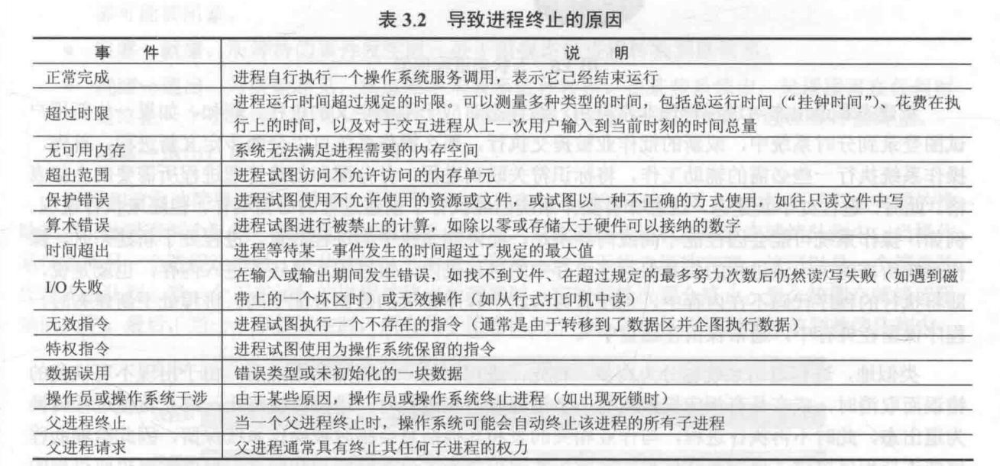 表 3.2 导致进程终止的原因
事 件 说 明
正常完成 进程自行执行一个操作系统服务调用，表示它已经结束运行
超过时限 进程运行时间超过规定的时限。可以测量多种类型的时间，包括总运行时间（“挂钟时间”）、花费在执
行上的时间，以及对于交互进程从上一次用户输入到当前时刻的时间总量
无可用内存 系统无法满足进程需要的内存空间
超出范围 进程试图访问不允许访问的内存单元
保护错误 进程试图使用不允许使用的资源或文件，或试图以一种不正确的方式使用，如往只读文件中写
算术错误 进程试图进行被禁止的计算，如除以零或存储大于硬件可以接纳的数字
时间超出 进程等待某一事件发生的时间超过了规定的最大值
I/O 失败 在输入或输出期间发生错误，如找不到文件、在超过规定的最多努力次数后仍然读/写失败（如遇到磁
带上的一个坏区时）或无效操作（如从行式打印机中读）
无效指令 进程试图执行一个不存在的指令（通常是由于转移到了数据区并企图执行数据）
特权指令 进程试图使用为操作系统保留的指令
数据误用 错误类型或未初始化的一块数据
操作员或操作系统干涉 由于某些原因，操作员或操作系统终止进程（如出现死锁时）
父进程终止 当一个父进程终止时，操作系统可能会自动终止该进程的所有子进程
父进程请求 父进程通常具有终止其任何子进程的权力